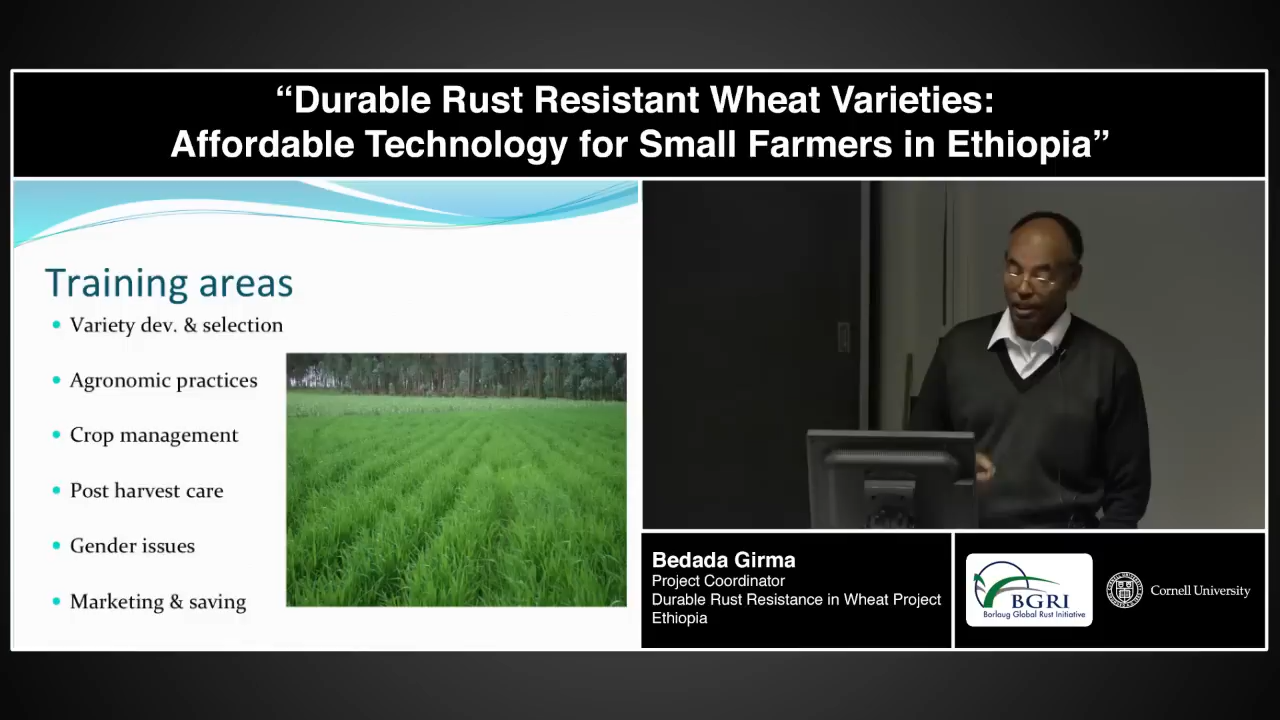 “Durable Rust Resistant Wheat Varieties:
Affordable Technology for Small Farmers in Ethiopia”
Training areas
• Variety dev. & selection
• Agronomic practices
• Crop management
• Post harvest care
• Gender issues
• Marketing & saving
Bedada Girma
Project Coordinator
Durable Rust Resistance in Wheat Project
Ethiopia
BGRI
Borloug Global Rust Initiative
Cornell University